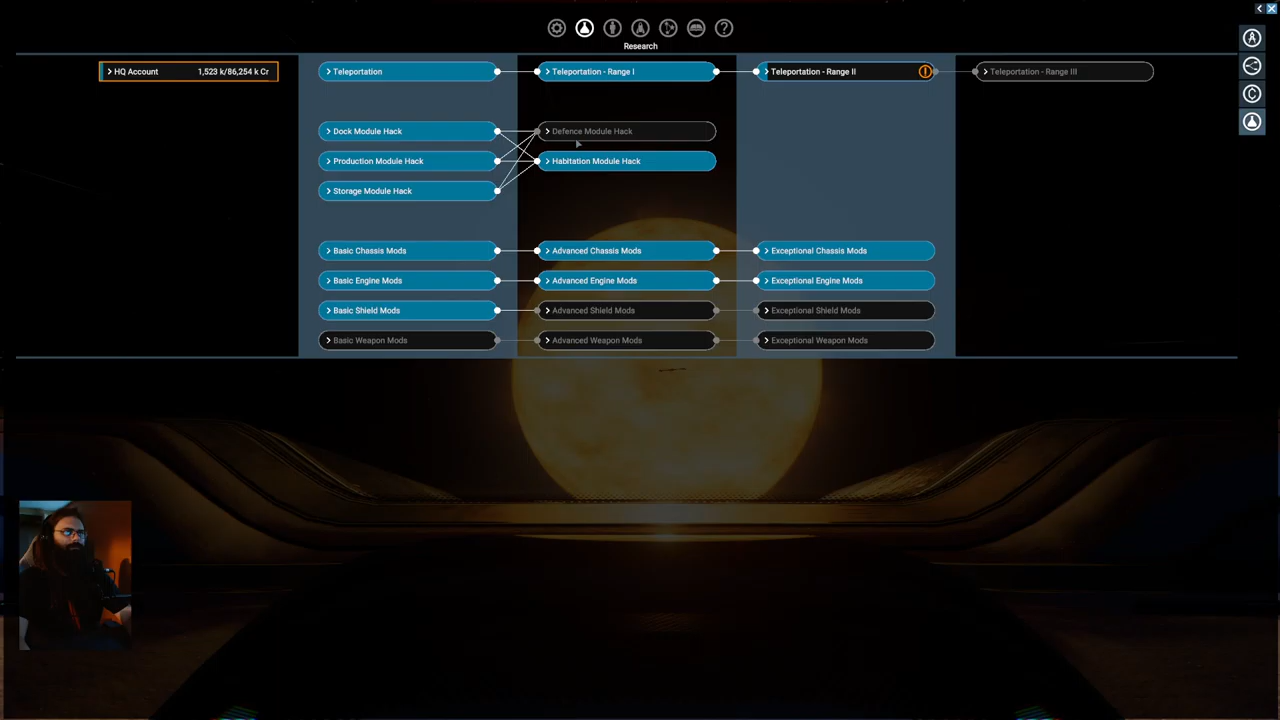 Research
HQ Account 1,523 k/86,254 k Cr
Teleportation
Teleportation - Range I
Teleportation - Range II
Teleportation - Range III
Dock Module Hack
Defence Module Hack
Production Module Hack
Habitation Module Hack
Storage Module Hack
Basic Chassis Mods
Advanced Chassis Mods
Exceptional Chassis Mods
Basic Engine Mods
Advanced Engine Mods
Exceptional Engine Mods
Basic Shield Mods
Advanced Shield Mods
Exceptional Shield Mods
Basic Weapon Mods
Advanced Weapon Mods
Exceptional Weapon Mods